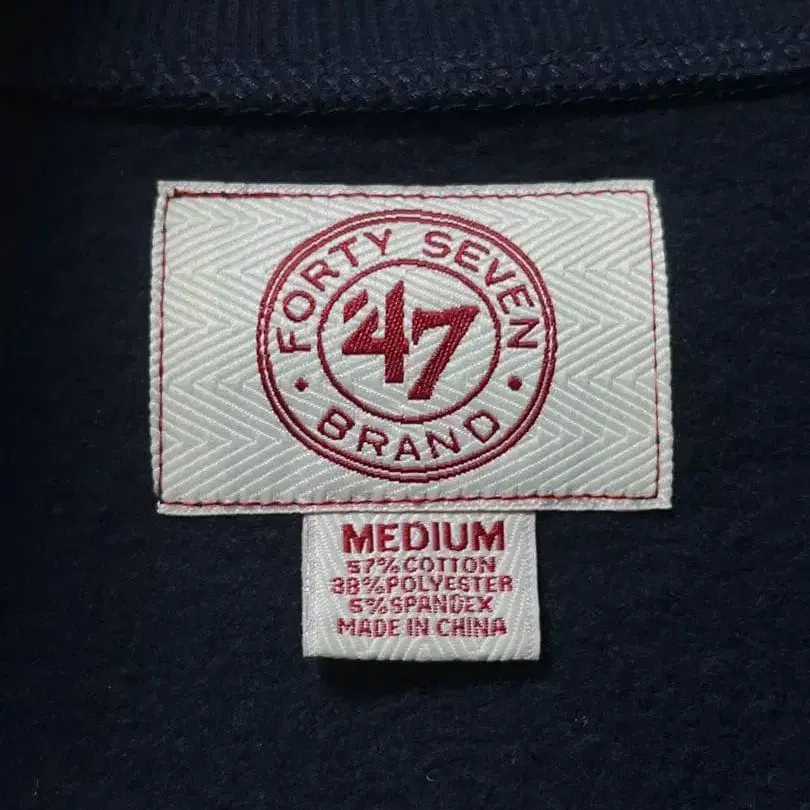 FORTY SEVEN
'47
BRAND
MEDIUM
57%COTTON
38%POLYESTER
5%SPANDEX
MADE IN CHINA